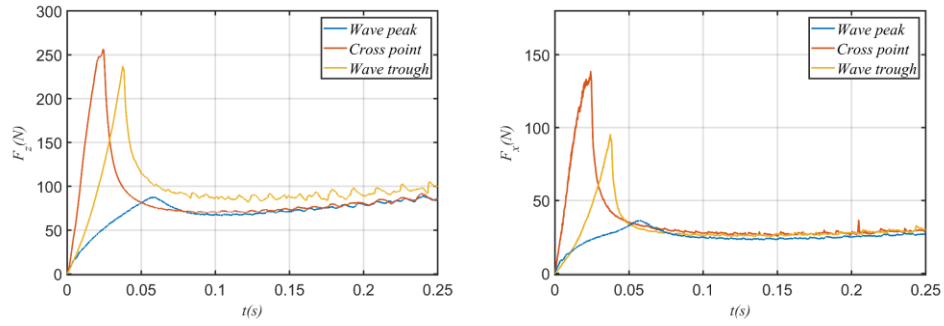 300
250
200
150
100
50
0
F_z(N)
0
0.05
0.1
0.15
0.2
0.25
t(s)
Wave peak
Cross point
Wave trough
150
100
50
0
F_x(N)
0
0.05
0.1
0.15
0.2
0.25
t(s)
Wave peak
Cross point
Wave trough